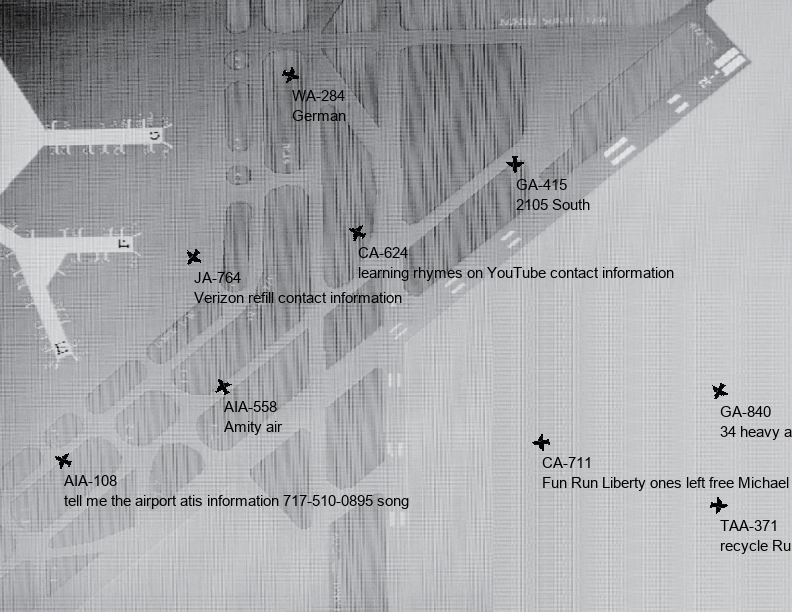 WA-284
German
GA-415
2105 South
CA-624
learning rhymes on YouTube contact information
JA-764
Verizon refill contact information
AIA-558
Amity air
GA-840
34 heavy a
CA-711
Fun Run Liberty ones left free Michael
AIA-108
tell me the airport atis information 717-510-0895 song
TAA-371
recycle Ru